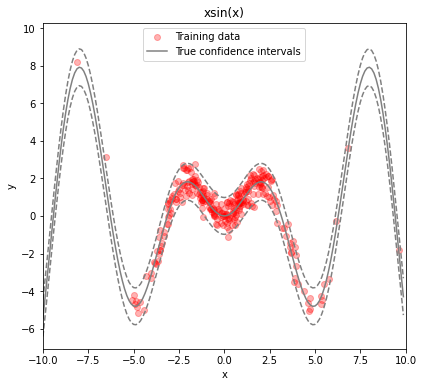 xsin(x)
Training data
True confidence intervals
10
8
6
4
2
0
−2
−4
−6
y
−10.0 −7.5 −5.0 −2.5 0.0 2.5 5.0 7.5 10.0
x